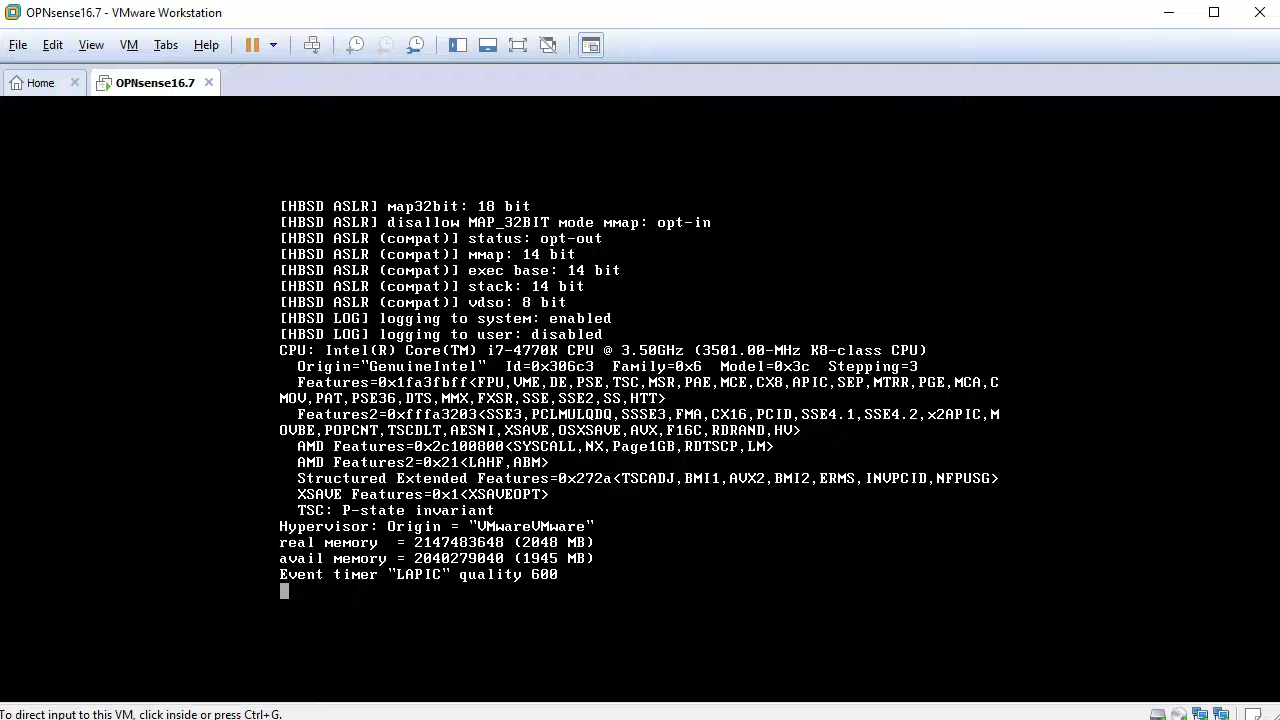 OPNsense16.7 - VMware Workstation
File Edit View VM Tabs Help
Home OPNsense16.7
[HBSD ASLR] map32bit: 18 bit
[HBSD ASLR] disallow MAP_32BIT mode mmap: opt-in
[HBSD ASLR (compat)] status: opt-out
[HBSD ASLR (compat)] mmap: 14 bit
[HBSD ASLR (compat)] exec base: 14 bit
[HBSD ASLR (compat)] stack: 14 bit
[HBSD ASLR (compat)] vdso: 8 bit
[HBSD LOG] logging to system: enabled
[HBSD LOG] logging to user: disabled
CPU: Intel(R) Core(TM) i7-4770K CPU @ 3.50GHz (3501.00-MHz K8-class CPU)
Origin="GenuineIntel" Id=0x306c3 Family=0x6 Model=0x3c Stepping=3
Features=0x1fa3fbff<FPU,VME,DE,PSE,TSC,MSR,PAE,MCE,CX8,APIC,SEP,MTRR,PGE,MCA,C
MOV,PAT,PSE36,DTS,MMX,FXSR,SSE,SSE2,SS,HTT>
Features2=0xfffa3203<SSE3,PCLMULQDQ,SSSE3,FMA,CX16,PCID,SSE4.1,SSE4.2,x2APIC,M
OVBE,POPCNT,TSCDLT,AESNI,XSAVE,OSXSAVE,AVX,F16C,RDRAND,HV>
AMD Features=0x2c100800<SYSCALL,NX,Page1GB,RDTSCP,LM>
AMD Features2=0x21<LAHF,ABM>
Structured Extended Features=0x272a<TSCADJ,BMI1,AVX2,BMI2,ERMS,INVPCID,NFPUSG>
XSAVE Features=0x1<XSAVEOPT>
TSC: P-state invariant
Hypervisor: Origin = "VMwareVMware"
real memory  = 2147483648 (2048 MB)
avail memory = 2040279040 (1945 MB)
Event timer "LAPIC" quality 600
To direct input to this VM, click inside or press Ctrl+G.